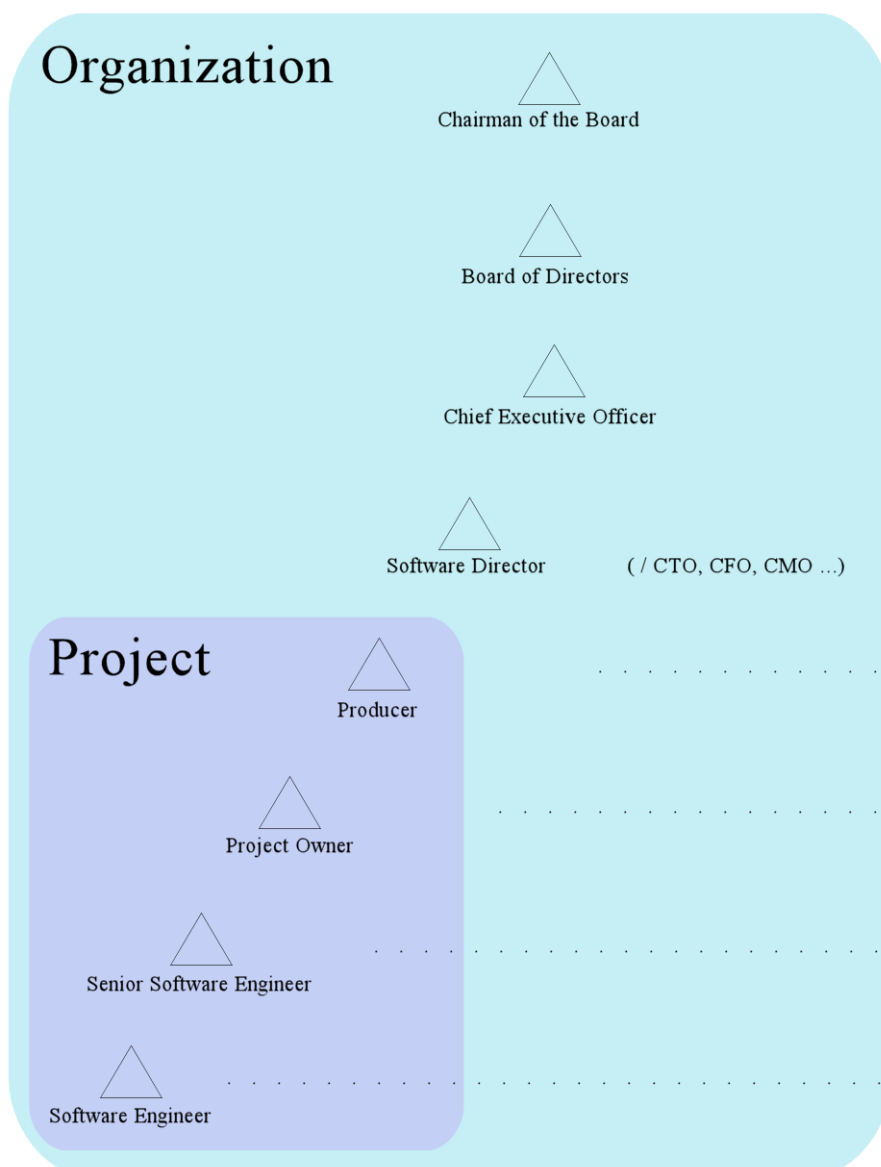 Organization
Chairman of the Board
Board of Directors
Chief Executive Officer
Software Director ( / CTO, CFO, CMO ...)
Project
Producer
Project Owner
Senior Software Engineer
Software Engineer